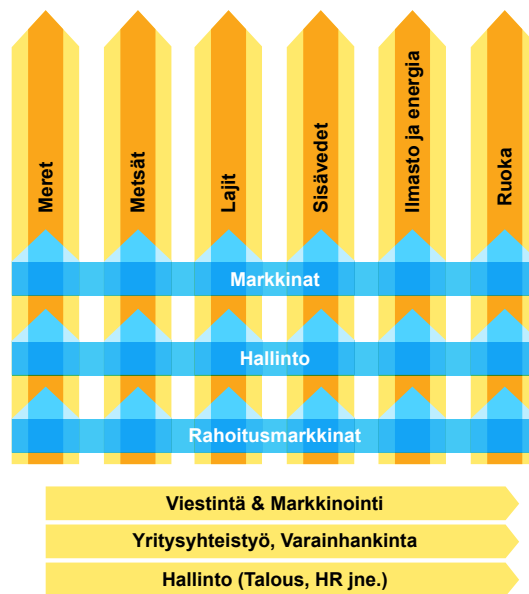 Meret
Metsät
Lajit
Sisävedet
Ilmasto ja energia
Ruoka
Markkinat
Hallinto
Rahoitusmarkkinat
Viestintä & Markkinointi
Yritysyhteistyö, Varainhankinta
Hallinto (Talous, HR jne.)